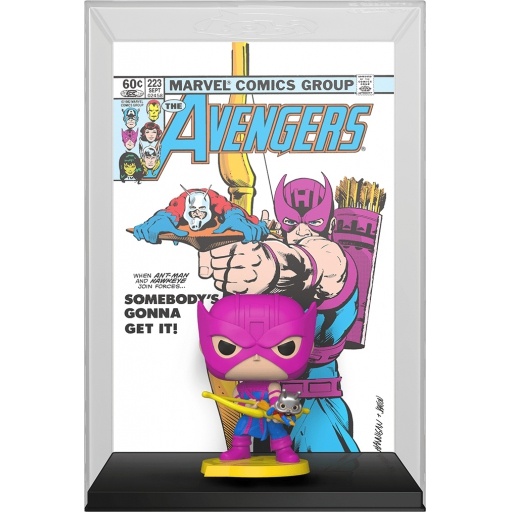 60¢ 223 SEPT 02458
MARVEL COMICS GROUP
THE AVENGERS
H
WHEN ANT-MAN
AND HAWKEYE
JOIN FORCES...
SOMEBODY'S
GONNA
GET IT!